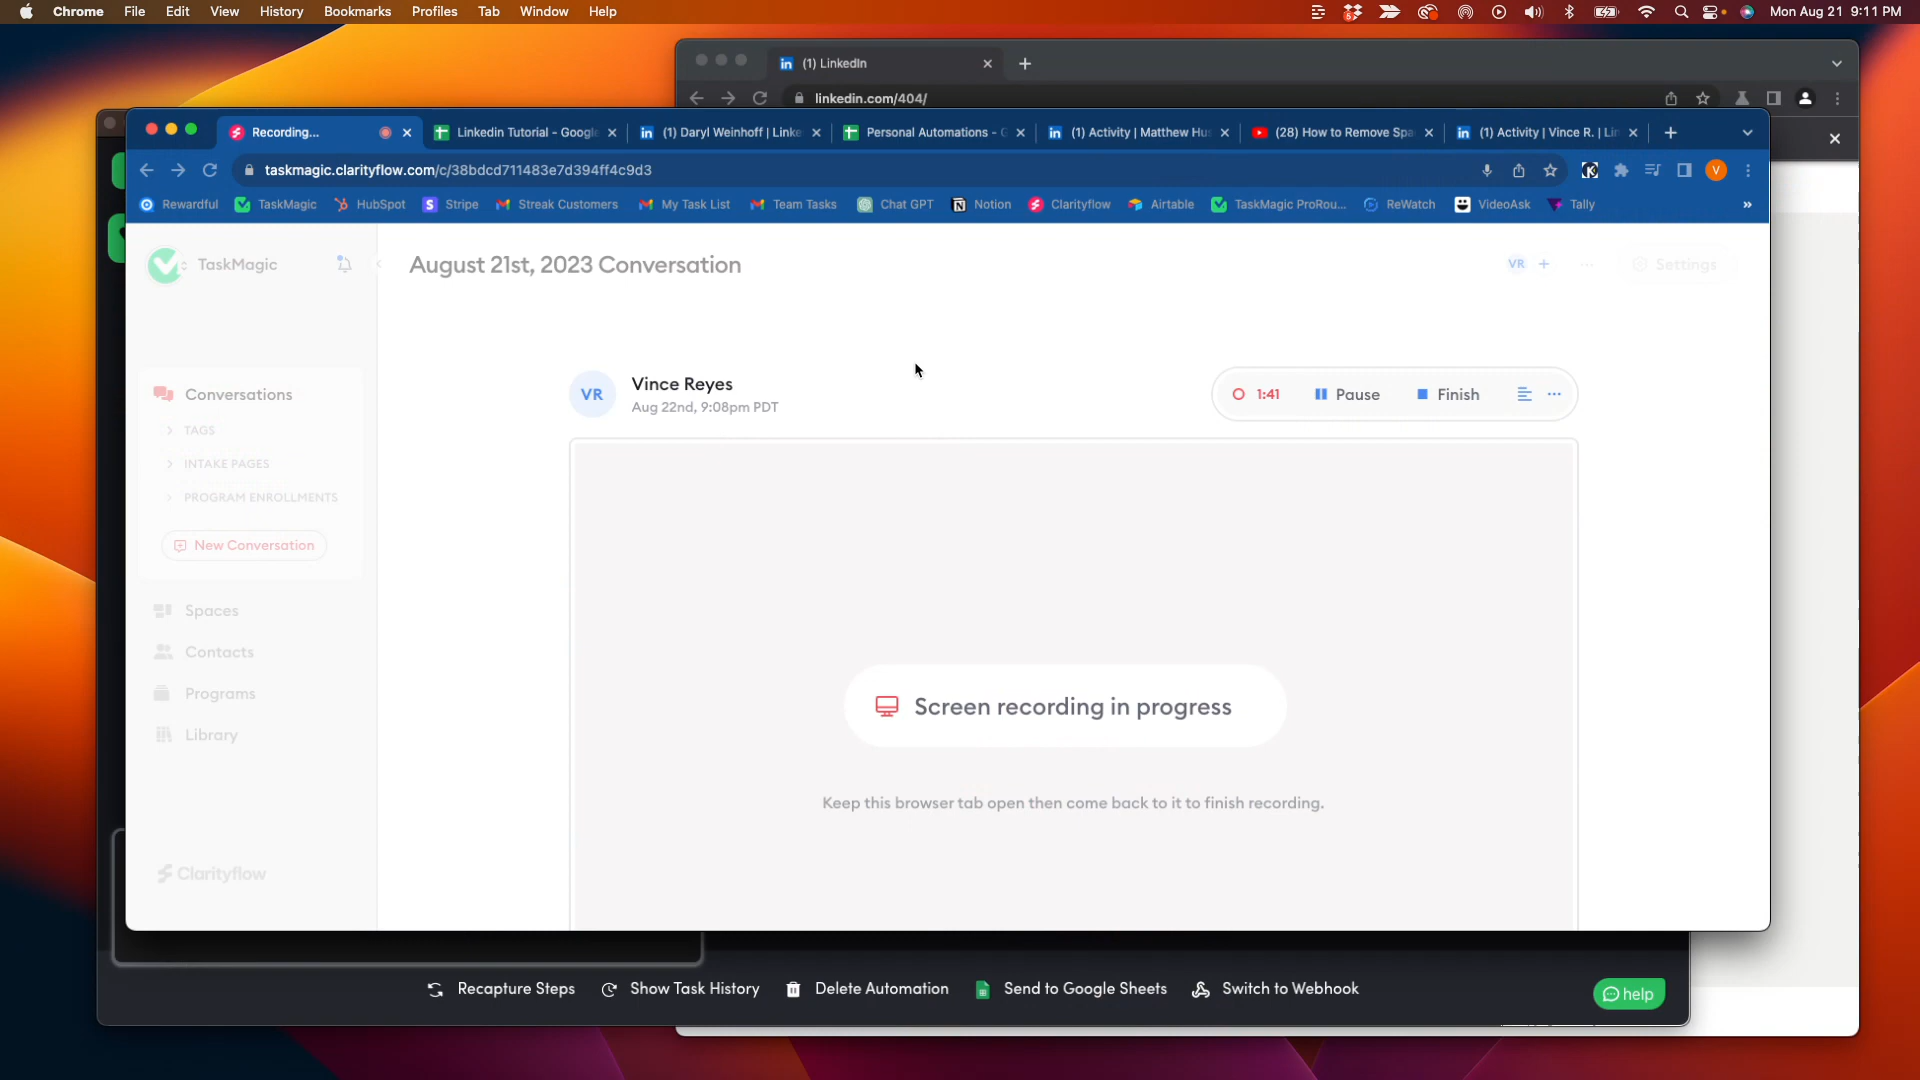 Chrome File Edit View History Bookmarks Profiles Tab Window Help
Mon Aug 21 9:11 PM
(1) LinkedIn
linkedin.com/404/
Recording...
Linkedin Tutorial - Google
(1) Daryl Weinhoff | Linke
Personal Automations - G
(1) Activity | Matthew Hu
(28) How to Remove Spa
(1) Activity | Vince R. | Lin
taskmagic.clarityflow.com/c/38bdcd711483e7d394ff4c9d3
V
Rewardful TaskMagic HubSpot Stripe Streak Customers My Task List Team Tasks Chat GPT Notion Clarityflow Airtable TaskMagic ProRou... ReWatch VideoAsk Tally »
TaskMagic
August 21st, 2023 Conversation
VR +
Settings
Conversations
TAGS
INTAKE PAGES
PROGRAM ENROLLMENTS
New Conversation
Spaces
Contacts
Programs
Library
Clarityflow
VR
Vince Reyes
Aug 22nd, 9:08pm PDT
1:41 Pause Finish
Screen recording in progress
Keep this browser tab open then come back to it to finish recording.
Recapture Steps Show Task History Delete Automation Send to Google Sheets Switch to Webhook
help